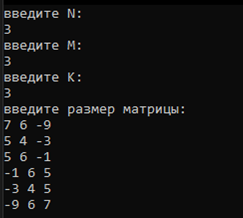 введите N:
3
введите M:
3
введите K:
3
введите размер матрицы:
7 6 -9
5 4 -3
5 6 -1
-1 6 5
-3 4 5
-9 6 7